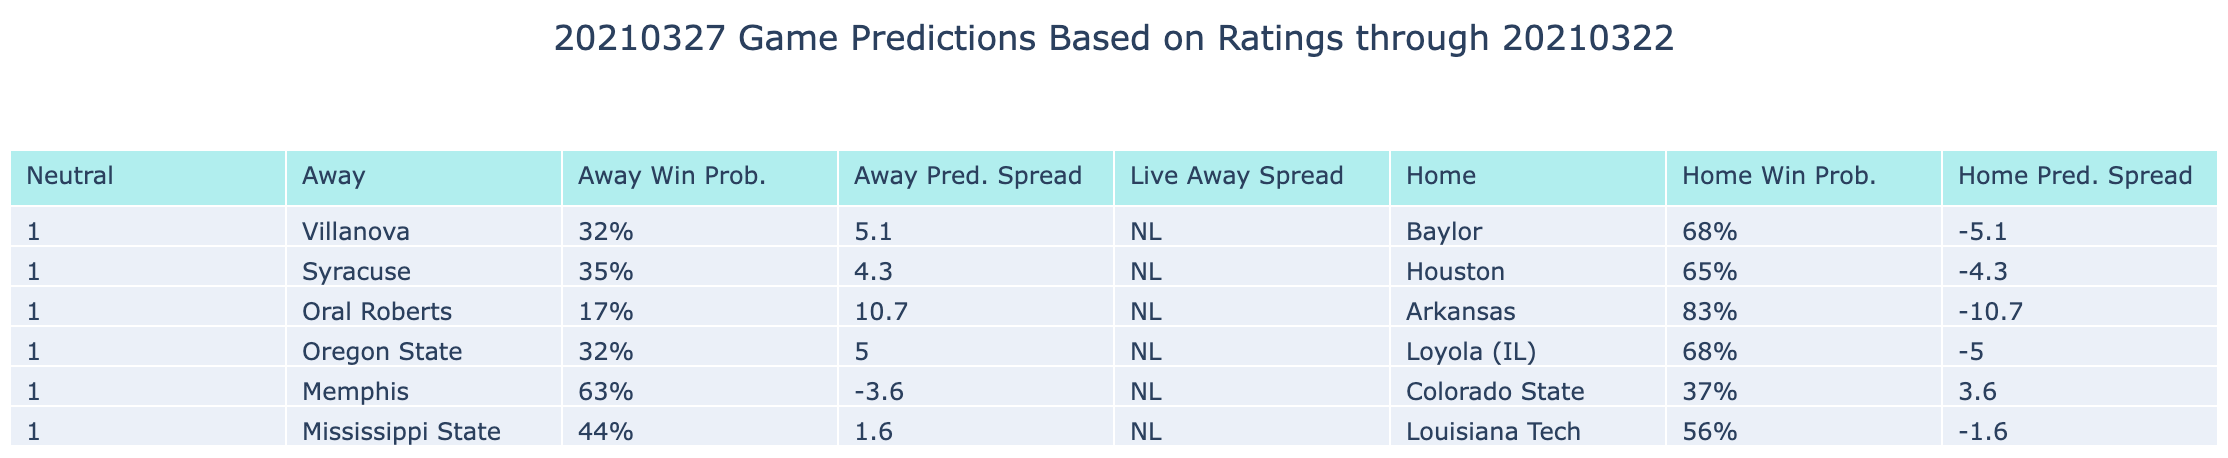 20210327 Game Predictions Based on Ratings through 20210322
Neutral Away Away Win Prob. Away Pred. Spread Live Away Spread Home Home Win Prob. Home Pred. Spread
1 Villanova 32% 5.1 NL Baylor 68% -5.1
1 Syracuse 35% 4.3 NL Houston 65% -4.3
1 Oral Roberts 17% 10.7 NL Arkansas 83% -10.7
1 Oregon State 32% 5 NL Loyola (IL) 68% -5
1 Memphis 63% -3.6 NL Colorado State 37% 3.6
1 Mississippi State 44% 1.6 NL Louisiana Tech 56% -1.6